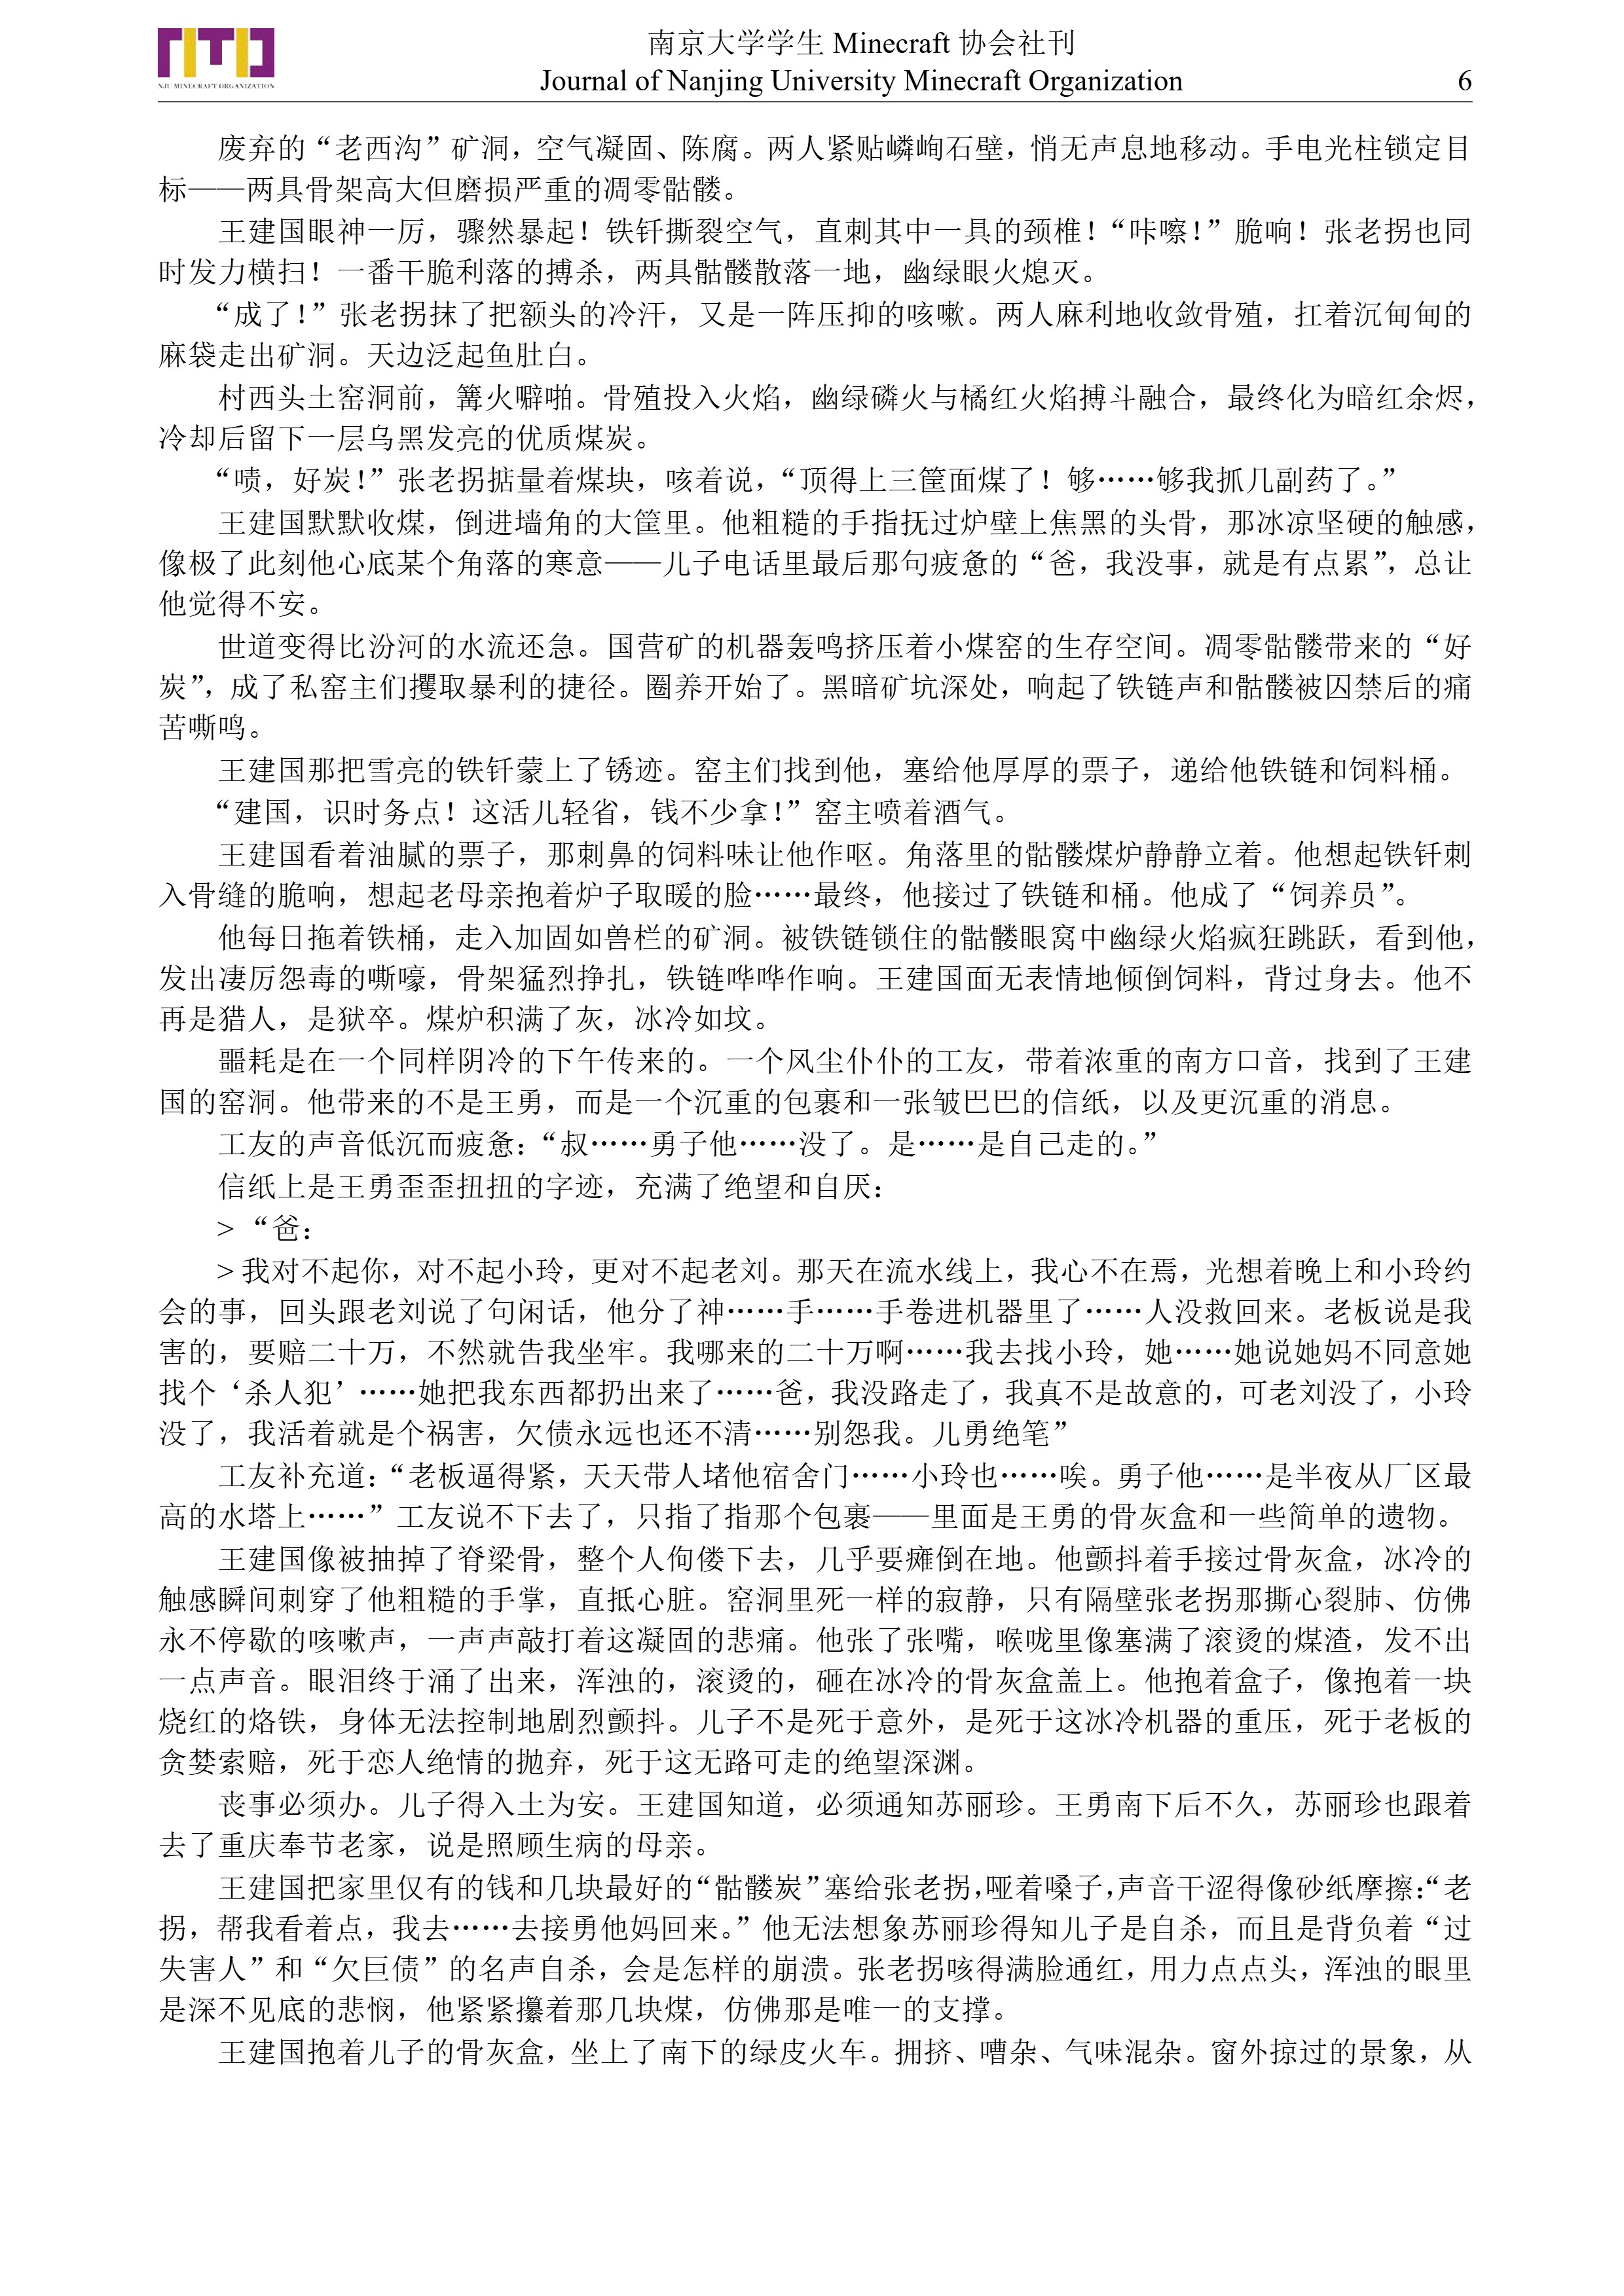 NJU MINECRAFT ORGANIZATION
南京大学学生 Minecraft 协会社刊
Journal of Nanjing University Minecraft Organization
6
废弃的“老西沟”矿洞，空气凝固、陈腐。两人紧贴嶙峋石壁，悄无声息地移动。手电光柱锁定目
标——两具骨架高大但磨损严重的凋零骷髅。
王建国眼神一厉，骤然暴起！铁钎撕裂空气，直刺其中一具的颈椎！“咔嚓！”脆响！张老拐也同
时发力横扫！一番干脆利落的搏杀，两具骷髅散落一地，幽绿眼火熄灭。
“成了！”张老拐抹了把额头的冷汗，又是一阵压抑的咳嗽。两人麻利地收敛骨殖，扛着沉甸甸的
麻袋走出矿洞。天边泛起鱼肚白。
村西头土窑洞前，篝火噼啪。骨殖投入火焰，幽绿磷火与橘红火焰搏斗融合，最终化为暗红余烬，
冷却后留下一层乌黑发亮的优质煤炭。
“啧，好炭！”张老拐掂量着煤块，咳着说，“顶得上三筐面煤了！够……够我抓几副药了。”
王建国默默收煤，倒进墙角的大筐里。他粗糙的手指抚过炉壁上焦黑的头骨，那冰凉坚硬的触感，
像极了此刻他心底某个角落的寒意——儿子电话里最后那句疲惫的“爸，我没事，就是有点累”，总让
他觉得不安。
世道变得比汾河的水流还急。国营矿的机器轰鸣挤压着小煤窑的生存空间。凋零骷髅带来的“好
炭”，成了私窑主们攫取暴利的捷径。圈养开始了。黑暗矿坑深处，响起了铁链声和骷髅被囚禁后的痛
苦嘶鸣。
王建国那把雪亮的铁钎蒙上了锈迹。窑主们找到他，塞给他厚厚的票子，递给他铁链和饲料桶。
“建国，识时务点！这活儿轻省，钱不少拿！”窑主喷着酒气。
王建国看着油腻的票子，那刺鼻的饲料味让他作呕。角落里的骷髅煤炉静静立着。他想起铁钎刺
入骨缝的脆响，想起老母亲抱着炉子取暖的脸……最终，他接过了铁链和桶。他成了“饲养员”。
他每日拖着铁桶，走入加固如兽栏的矿洞。被铁链锁住的骷髅眼窝中幽绿火焰疯狂跳跃，看到他，
发出凄厉怨毒的嘶嚎，骨架猛烈挣扎，铁链哗哗作响。王建国面无表情地倾倒饲料，背过身去。他不
再是猎人，是狱卒。煤炉积满了灰，冰冷如坟。
噩耗是在一个同样阴冷的下午传来的。一个风尘仆仆的工友，带着浓重的南方口音，找到了王建
国的窑洞。他带来的不是王勇，而是一个沉重的包裹和一张皱巴巴的信纸，以及更沉重的消息。
工友的声音低沉而疲惫：“叔……勇子他……没了。是……是自己走的。”
信纸上是王勇歪歪扭扭的字迹，充满了绝望和自厌：
> “爸：
> 我对不起你，对不起小玲，更对不起老刘。那天在流水线上，我心不在焉，光想着晚上和小玲约
会的事，回头跟老刘说了句闲话，他分了神……手……手卷进机器里了……人没救回来。老板说是我
害的，要赔二十万，不然就告我坐牢。我哪来的二十万啊……我去找小玲，她……她说她妈不同意她
找个‘杀人犯’……她把我东西都扔出来了……爸，我没路走了，我真不是故意的，可老刘没了，小玲
没了，我活着就是个祸害，欠债永远也还不清……别怨我。儿勇绝笔”
工友补充道：“老板逼得紧，天天带人堵他宿舍门……小玲也……唉。勇子他……是半夜从厂区最
高的水塔上……”工友说不下去了，只指了指那个包裹——里面是王勇的骨灰盒和一些简单的遗物。
王建国像被抽掉了脊梁骨，整个人佝偻下去，几乎要瘫倒在地。他颤抖着手接过骨灰盒，冰冷的
触感瞬间刺穿了他粗糙的手掌，直抵心脏。窑洞里死一样的寂静，只有隔壁张老拐那撕心裂肺、仿佛
永不停歇的咳嗽声，一声声敲打着这凝固的悲痛。他张了张嘴，喉咙里像塞满了滚烫的煤渣，发不出
一点声音。眼泪终于涌了出来，浑浊的，滚烫的，砸在冰冷的骨灰盒盖上。他抱着盒子，像抱着一块
烧红的烙铁，身体无法控制地剧烈颤抖。儿子不是死于意外，是死于这冰冷机器的重压，死于老板的
贪婪索赔，死于恋人绝情的抛弃，死于这无路可走的绝望深渊。
丧事必须办。儿子得入土为安。王建国知道，必须通知苏丽珍。王勇南下后不久，苏丽珍也跟着
去了重庆奉节老家，说是照顾生病的母亲。
王建国把家里仅有的钱和几块最好的“骷髅炭”塞给张老拐，哑着嗓子，声音干涩得像砂纸摩擦：“老
拐，帮我看着点，我去……去接勇他妈回来。”他无法想象苏丽珍得知儿子是自杀，而且是背负着“过
失害人”和“欠巨债”的名声自杀，会是怎样的崩溃。张老拐咳得满脸通红，用力点点头，浑浊的眼里
是深不见底的悲悯，他紧紧攥着那几块煤，仿佛那是唯一的支撑。
王建国抱着儿子的骨灰盒，坐上了南下的绿皮火车。拥挤、嘈杂、气味混杂。窗外掠过的景象，从